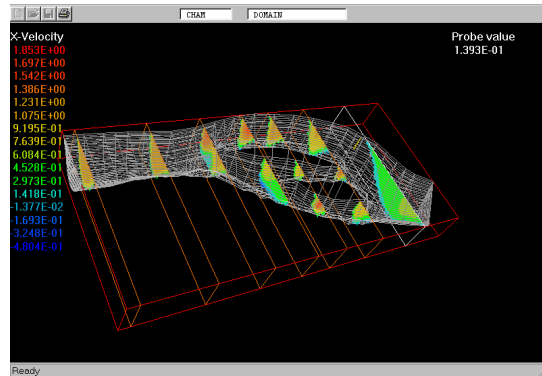 CHAM DOMAIN
X-Velocity
1.853E+00
1.697E+00
1.542E+00
1.386E+00
1.231E+00
1.075E+00
9.195E-01
7.639E-01
6.084E-01
4.528E-01
2.973E-01
1.418E-01
-1.377E-02
-1.693E-01
-3.248E-01
-4.804E-01
Probe value
1.393E-01
Ready